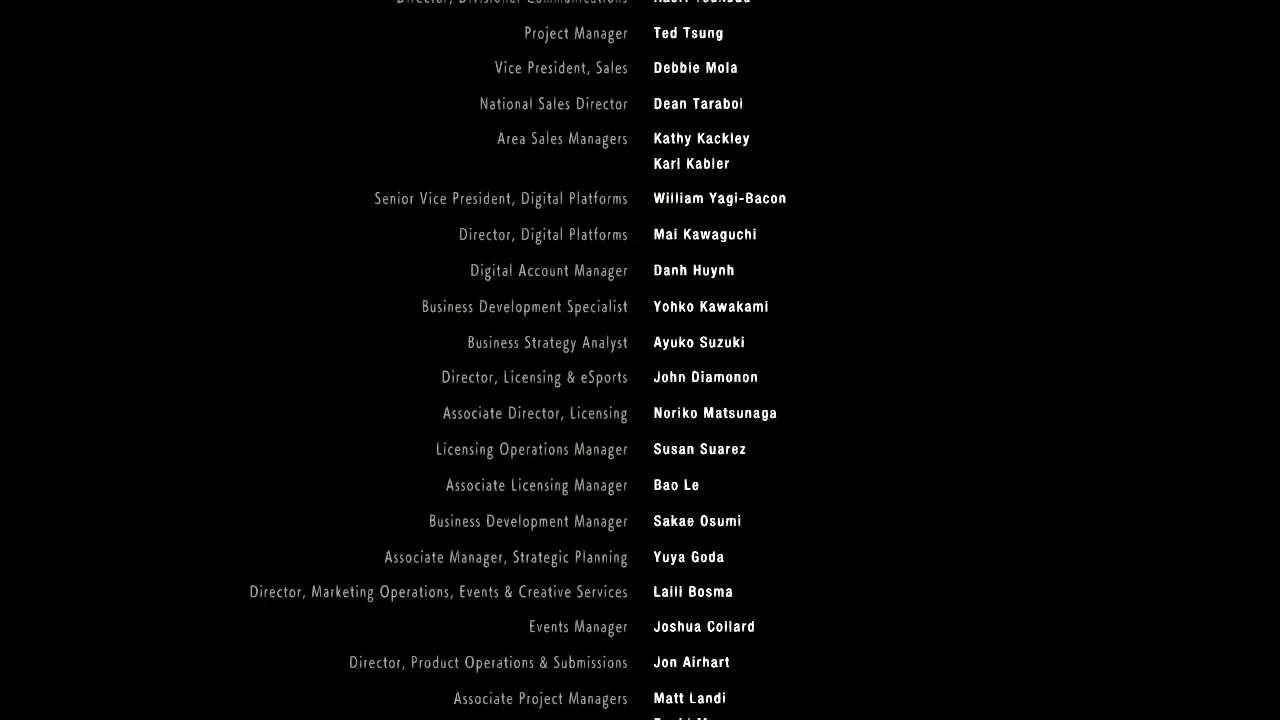 Director, Divisional Communications
Project Manager Ted Tsung
Vice President, Sales Debbie Mola
National Sales Director Dean Taraboi
Area Sales Managers Kathy Kackley
Karl Kabler
Senior Vice President, Digital Platforms William Yagi-Bacon
Director, Digital Platforms Mai Kawaguchi
Digital Account Manager Danh Huynh
Business Development Specialist Yohko Kawakami
Business Strategy Analyst Ayuko Suzuki
Director, Licensing & eSports John Diamonon
Associate Director, Licensing Noriko Matsunaga
Licensing Operations Manager Susan Suarez
Associate Licensing Manager Bao Le
Business Development Manager Sakae Osumi
Associate Manager, Strategic Planning Yuya Goda
Director, Marketing Operations, Events & Creative Services Laili Bosma
Events Manager Joshua Collard
Director, Product Operations & Submissions Jon Airhart
Associate Project Managers Matt Landi